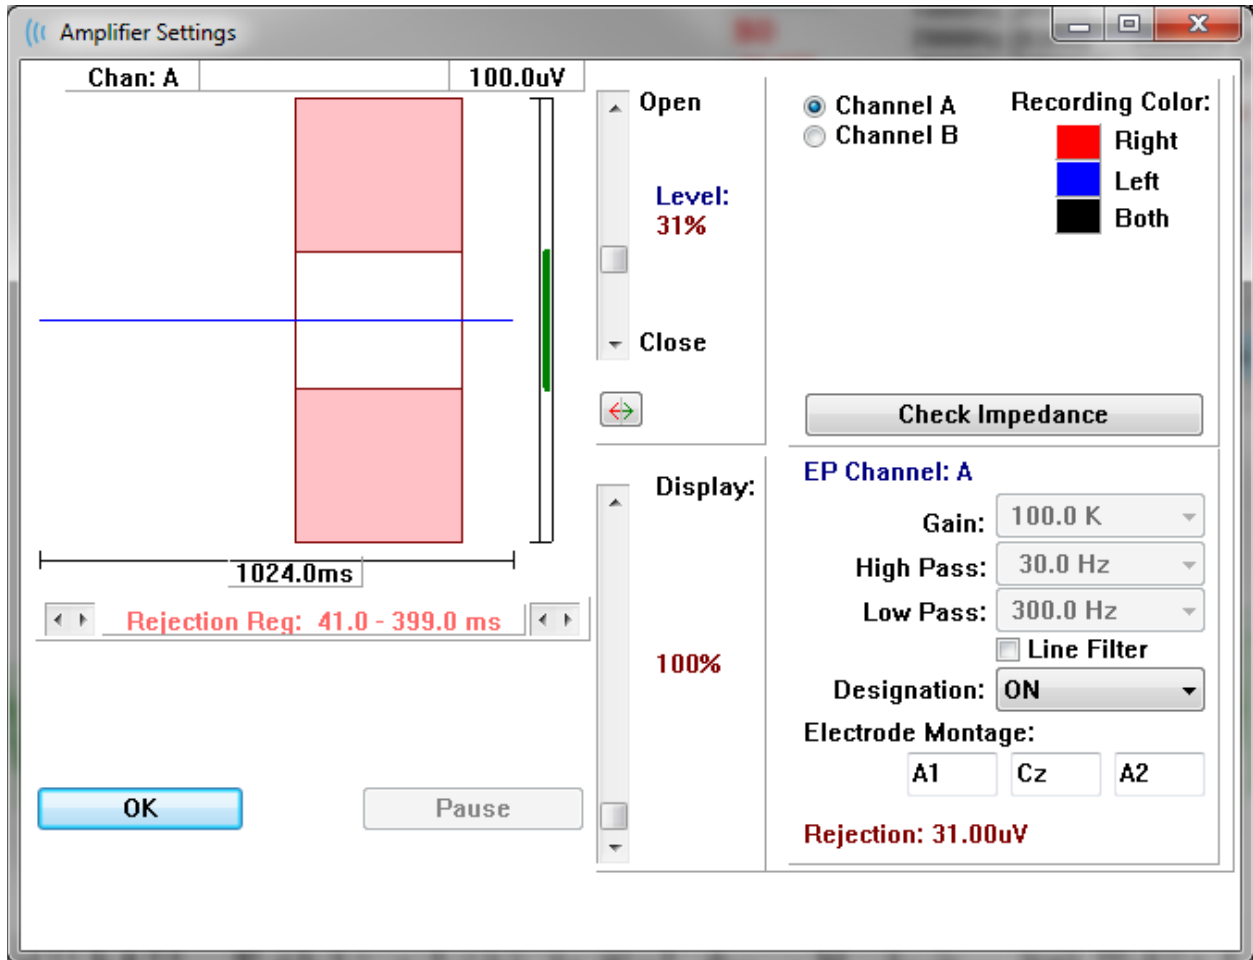 Amplifier Settings
Chan: A
100.0uV
Open
Level:
31%
Close
Channel A
Channel B
Recording Color:
Right
Left
Both
Check Impedance
1024.0ms
Rejection Reg: 41.0 - 399.0 ms
OK
Pause
Display:
100%
EP Channel: A
Gain: 100.0 K
High Pass: 30.0 Hz
Low Pass: 300.0 Hz
Line Filter
Designation: ON
Electrode Montage:
A1 Cz A2
Rejection: 31.00uV